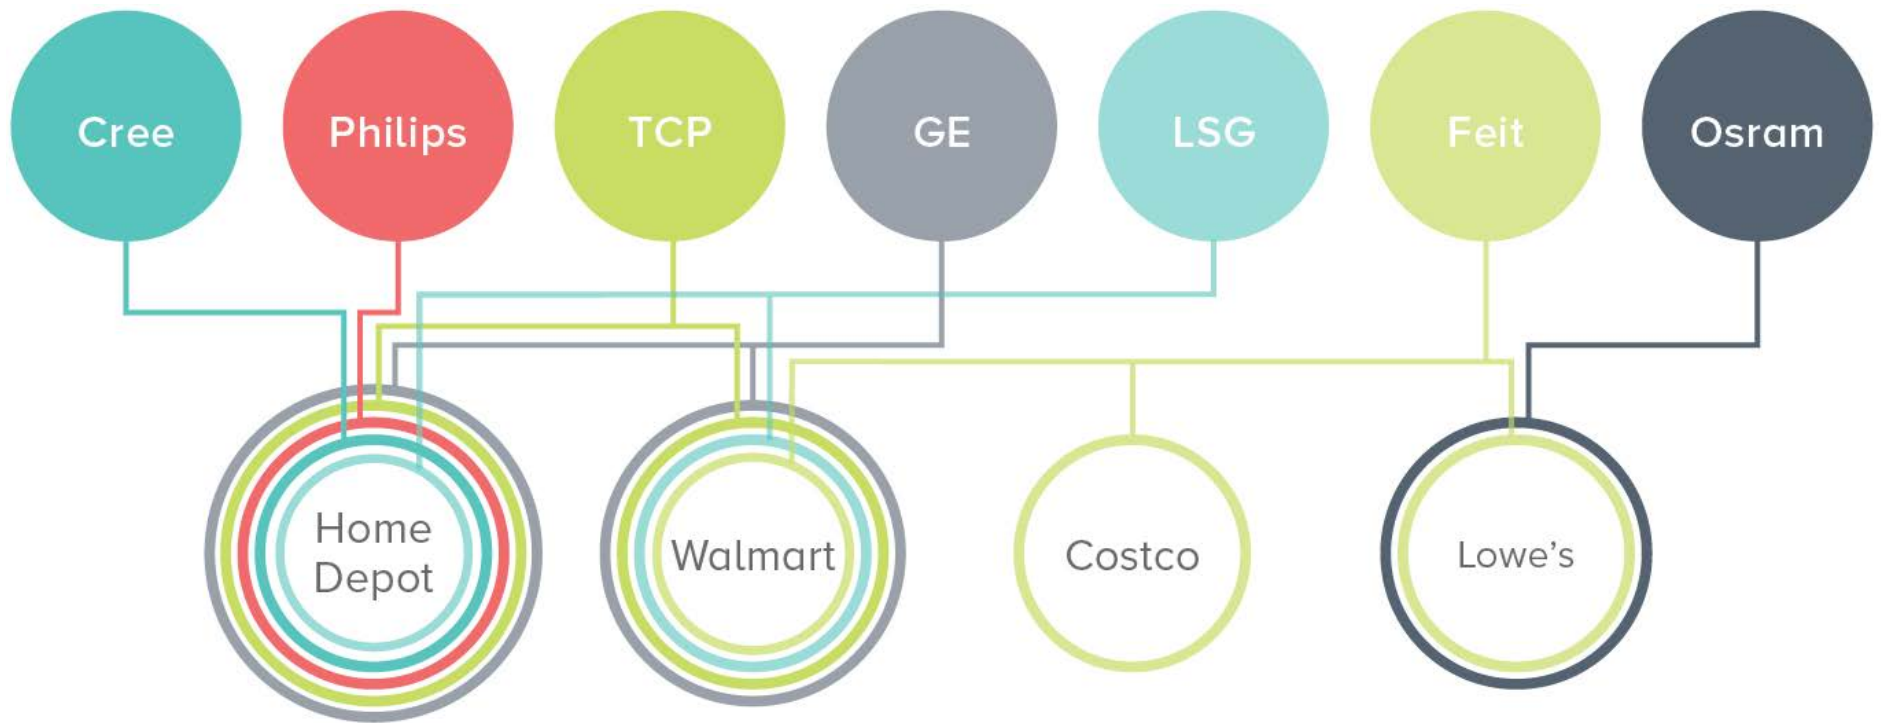 Cree
Philips
TCP
GE
LSG
Feit
Osram
Home
Depot
Walmart
Costco
Lowe’s